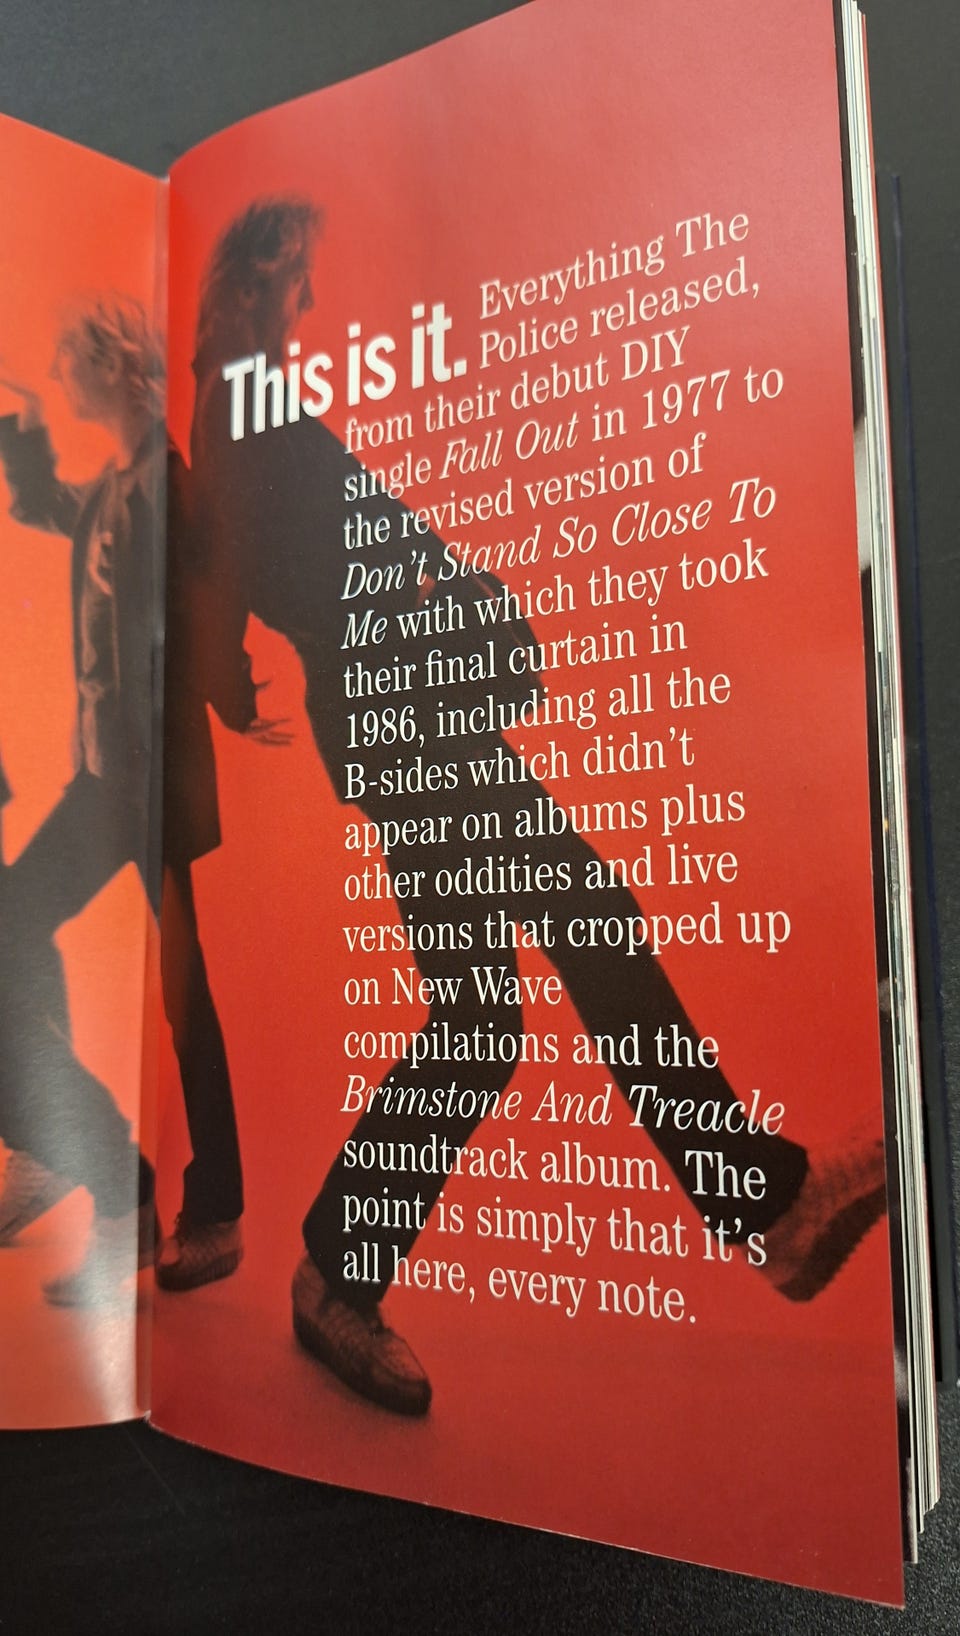 This is it. Everything The
Police released,
from their debut DIY
single Fall Out in 1977 to
the revised version of
Don't Stand So Close To
Me with which they took
their final curtain in
1986, including all the
B-sides which didn't
appear on albums plus
other oddities and live
versions that cropped up
on New Wave
compilations and the
Brimstone And Treacle
soundtrack album. The
point is simply that it's
all here, every note.